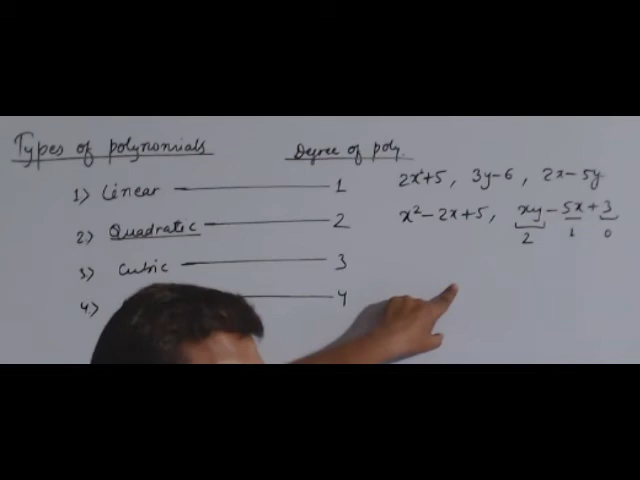 Types of polynomials Degree of poly.
1) Linear 1 2x¹+5, 3y-6, 2x-5y
2) Quadratic 2 x²-2x+5, xy-5x+3
2 1 0
3) Cubic 3
4) 4